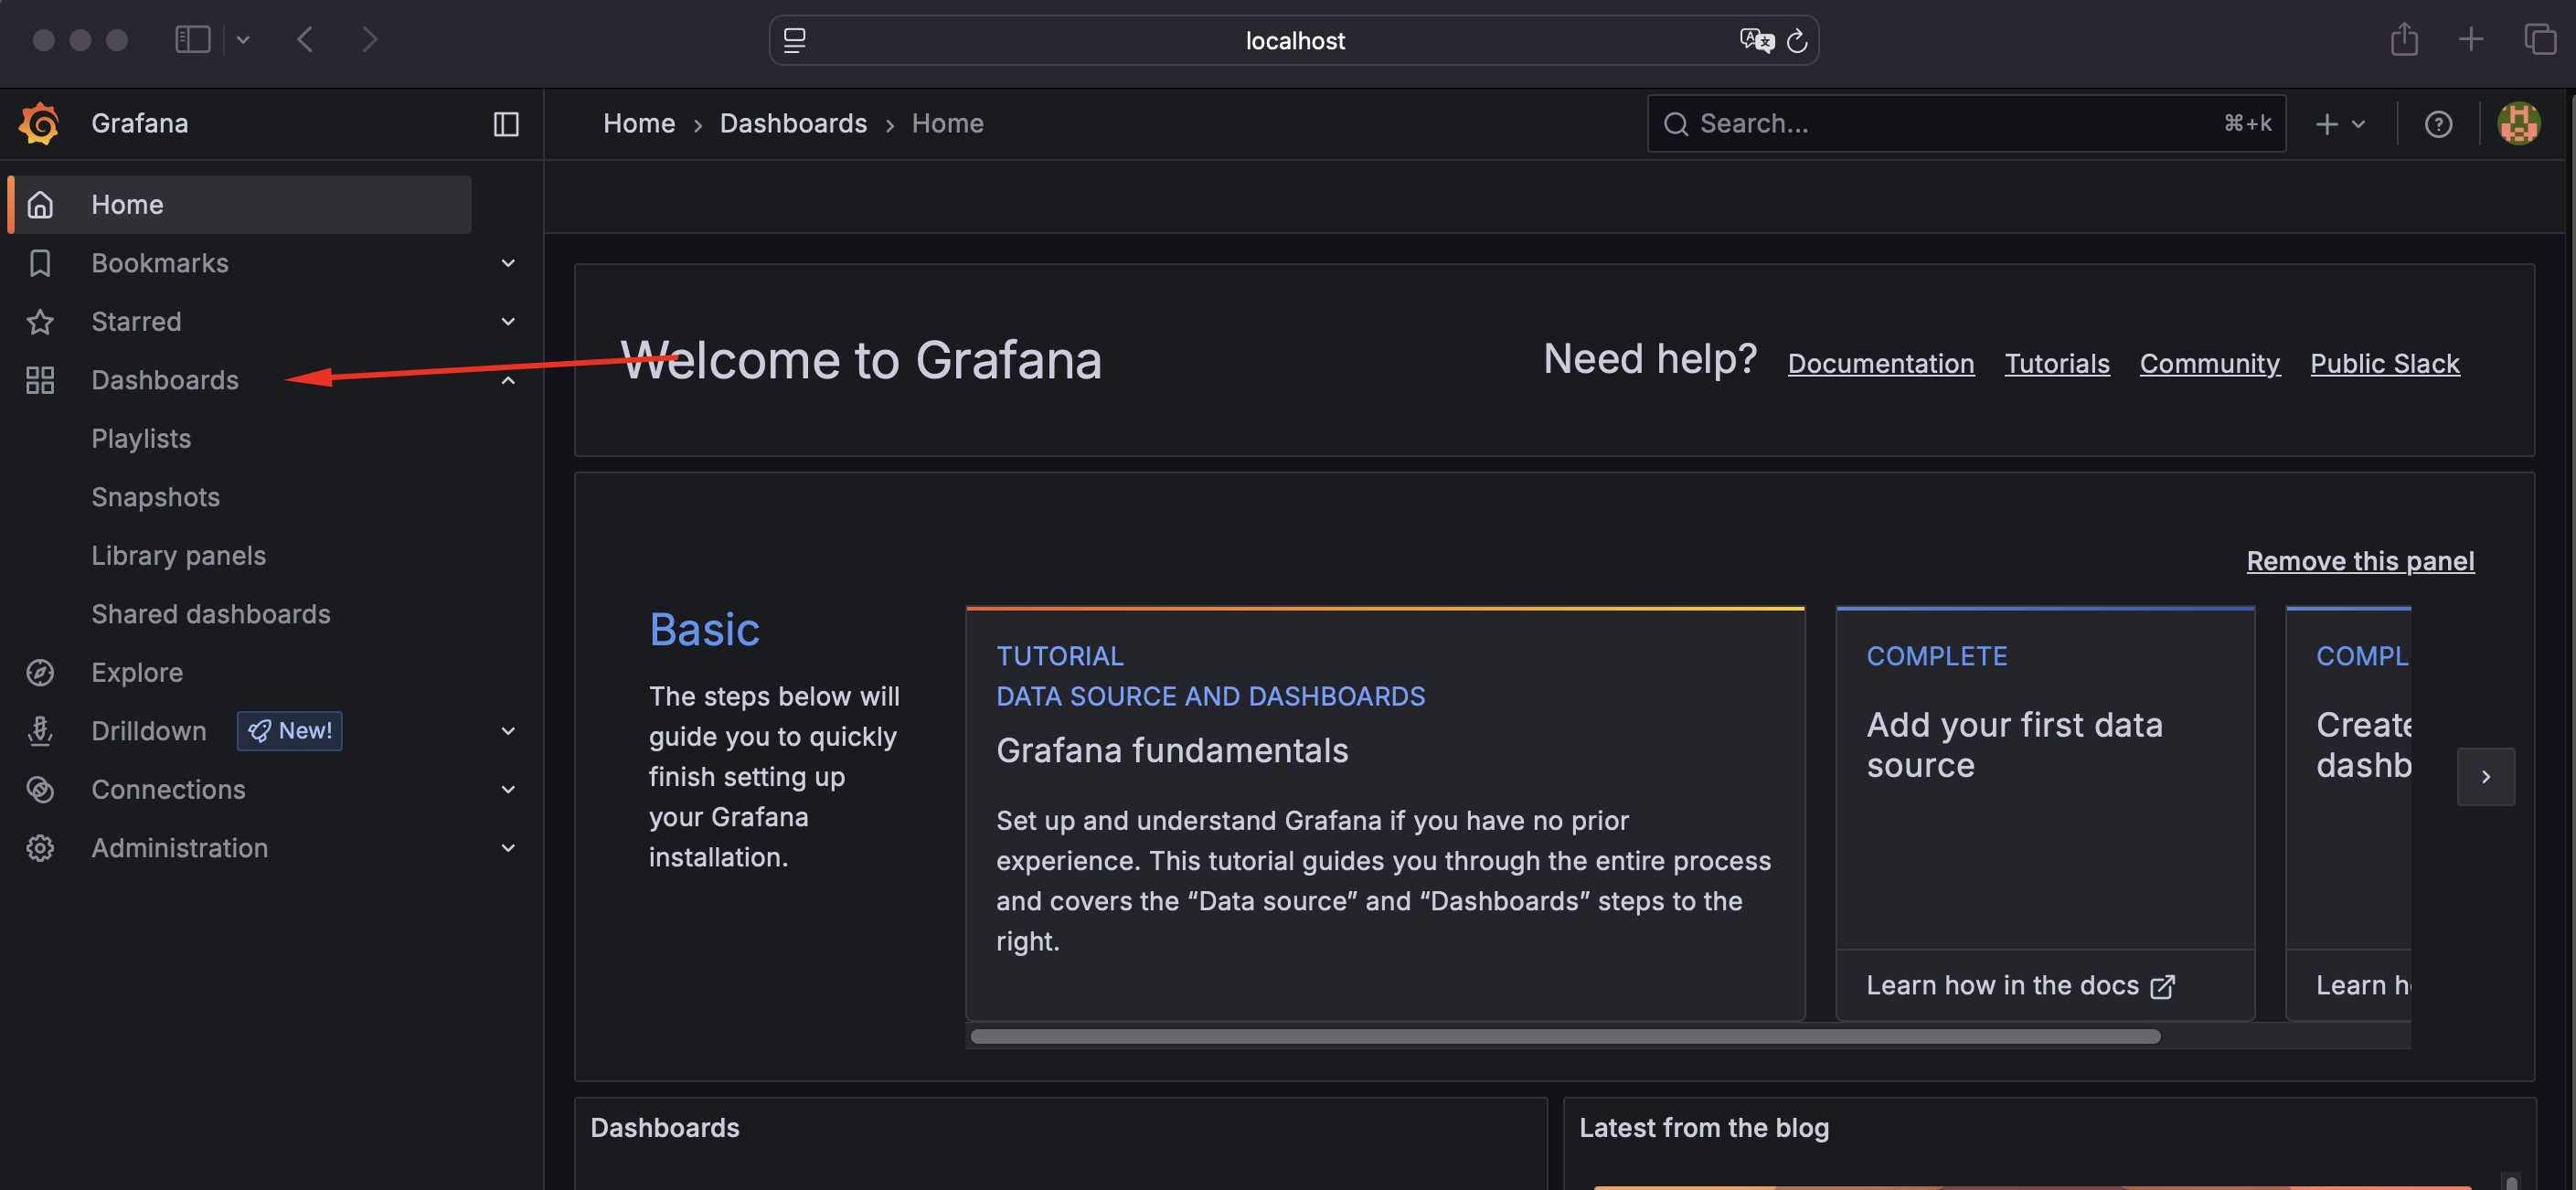 localhost
Grafana
Home > Dashboards > Home
Search...
⌘+k
Home
Bookmarks
Starred
Dashboards
Playlists
Snapshots
Library panels
Shared dashboards
Explore
Drilldown
New!
Connections
Administration
Welcome to Grafana
Need help?
Documentation
Tutorials
Community
Public Slack
Remove this panel
Basic
The steps below will
guide you to quickly
finish setting up
your Grafana
installation.
TUTORIAL
DATA SOURCE AND DASHBOARDS
Grafana fundamentals
Set up and understand Grafana if you have no prior
experience. This tutorial guides you through the entire process
and covers the “Data source” and “Dashboards” steps to the
right.
COMPLETE
Add your first data
source
Learn how in the docs
COMPL
Create
dashb
Learn h
Dashboards
Latest from the blog